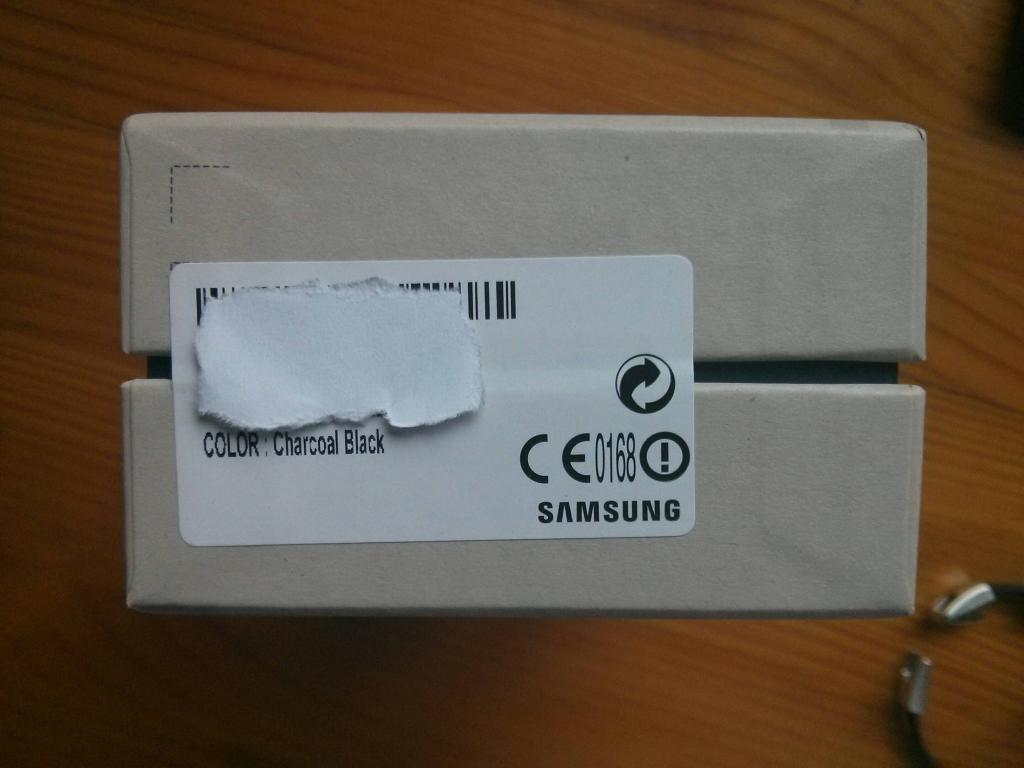 COLOR : Charcoal Black
CE0168
SAMSUNG